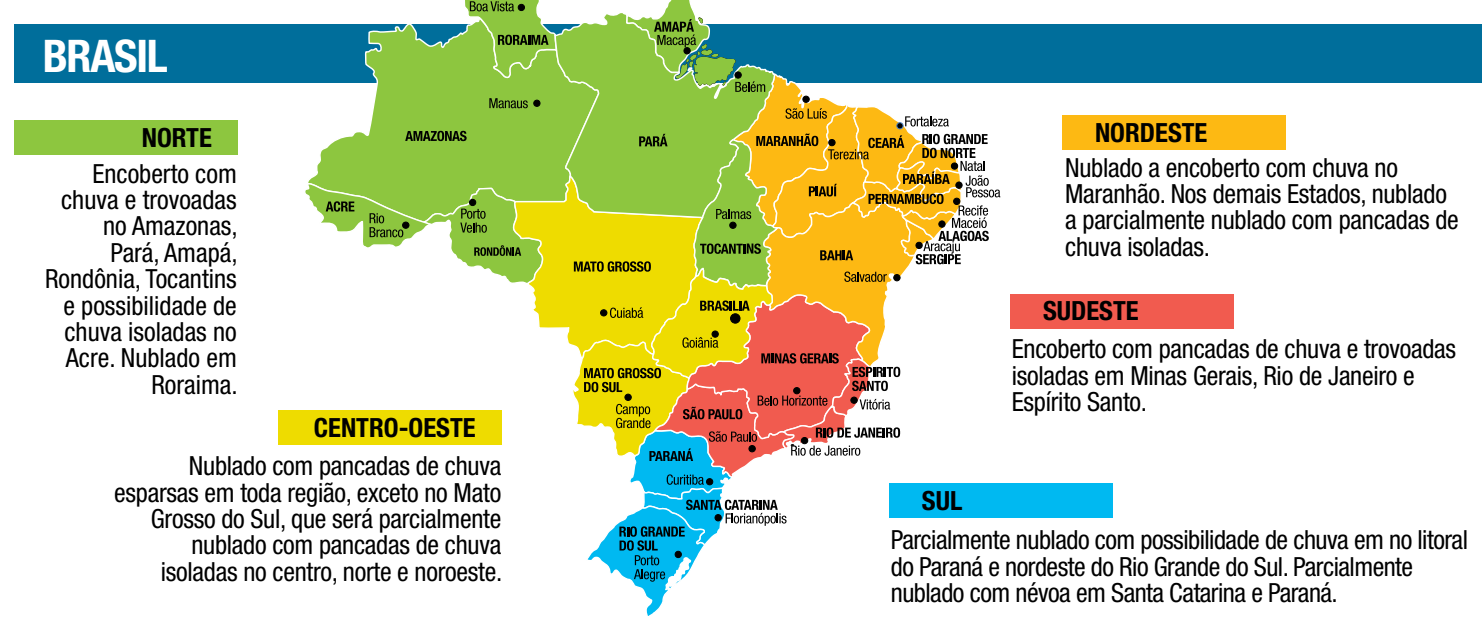 BRASIL
NORTE
Encoberto com
chuva e trovoadas
no Amazonas,
Pará, Amapá,
Rondônia, Tocantins
e possibilidade de
chuva isoladas no
Acre. Nublado em
Roraima.
CENTRO-OESTE
Nublado com pancadas de chuva
esparsas em toda região, exceto no Mato
Grosso do Sul, que será parcialmente
nublado com pancadas de chuva
isoladas no centro, norte e noroeste.
Boa Vista
RORAIMA
AMAPÁ
Macapá
Belém
Manaus
AMAZONAS
PARÁ
ACRE
Rio
Branco
Porto
Velho
RONDÔNIA
Palmas
TOCANTINS
São Luís
MARANHÃO
Terezina
PIAUÍ
Fortaleza
CEARÁ
RIO GRANDE
DO NORTE
Natal
PARAÍBA
João
Pessoa
PERNAMBUCO
Recife
Maceió
ALAGOAS
Aracaju
SERGIPE
BAHIA
Salvador
MATO GROSSO
Cuiabá
BRASILIA
Goiânia
MATO GROSSO
DO SUL
Campo
Grande
MINAS GERAIS
Belo Horizonte
ESPIRITO
SANTO
Vitória
SÃO PAULO
São Paulo
RIO DE JANEIRO
Rio de Janeiro
PARANÁ
Curitiba
SANTA CATARINA
Florianópolis
RIO GRANDE
DO SUL
Porto
Alegre
NORDESTE
Nublado a encoberto com chuva no
Maranhão. Nos demais Estados, nublado
a parcialmente nublado com pancadas de
chuva isoladas.
SUDESTE
Encoberto com pancadas de chuva e trovoadas
isoladas em Minas Gerais, Rio de Janeiro e
Espírito Santo.
SUL
Parcialmente nublado com possibilidade de chuva em no litoral
do Paraná e nordeste do Rio Grande do Sul. Parcialmente
nublado com névoa em Santa Catarina e Paraná.